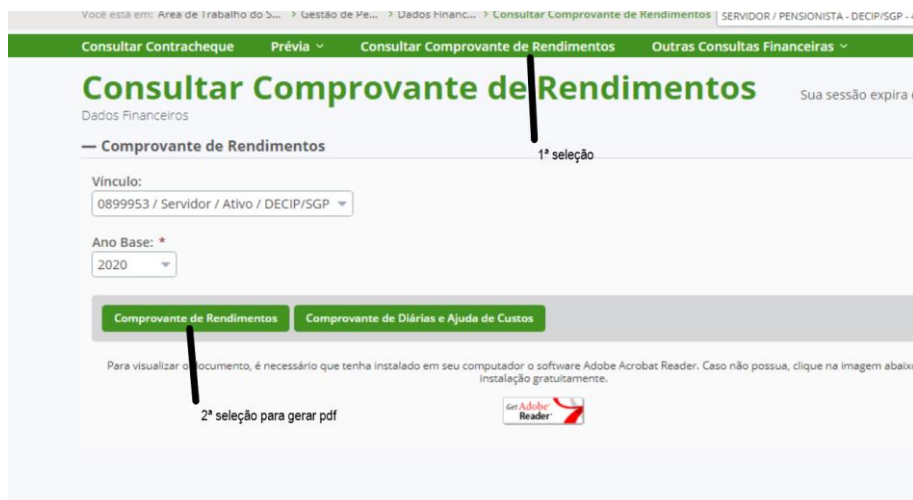 Você está em: Área de Trabalho do S... > Gestão de Pe... > Dados Financ... > Consultar Comprovante de Rendimentos SERVIDOR / PENSIONISTA - DECIP/SGP -
Consultar Contracheque Prévia Consultar Comprovante de Rendimentos Outras Consultas Financeiras
Consultar Comprovante de Rendimentos Sua sessão expira
Dados Financeiros
— Comprovante de Rendimentos
1ª seleção
Vínculo:
0899953 / Servidor / Ativo / DECIP/SGP
Ano Base: *
2020
Comprovante de Rendimentos Comprovante de Diárias e Ajuda de Custos
Para visualizar o documento, é necessário que tenha instalado em seu computador o software Adobe Acrobat Reader. Caso não possua, clique na imagem abaixo
instalação gratuitamente.
Get Adobe
Reader
2ª seleção para gerar pdf